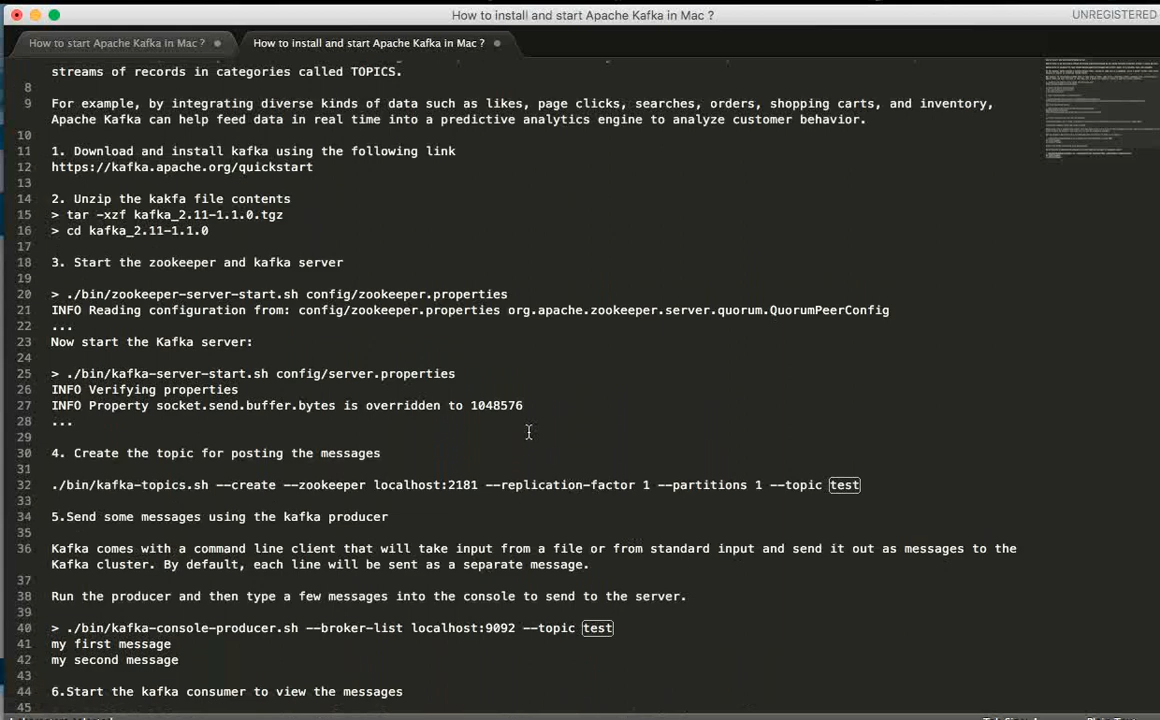 How to install and start Apache Kafka in Mac ?
UNREGISTERED
How to start Apache Kafka in Mac ?
How to install and start Apache Kafka in Mac ?
streams of records in categories called TOPICS.
8
9 For example, by integrating diverse kinds of data such as likes, page clicks, searches, orders, shopping carts, and inventory,
Apache Kafka can help feed data in real time into a predictive analytics engine to analyze customer behavior.
10
11 1. Download and install kafka using the following link
12 https://kafka.apache.org/quickstart
13
14 2. Unzip the kakfa file contents
15 > tar -xzf kafka_2.11-1.1.0.tgz
16 > cd kafka_2.11-1.1.0
17
18 3. Start the zookeeper and kafka server
19
20 > ./bin/zookeeper-server-start.sh config/zookeeper.properties
21 INFO Reading configuration from: config/zookeeper.properties org.apache.zookeeper.server.quorum.QuorumPeerConfig
22 ...
23 Now start the Kafka server:
24
25 > ./bin/kafka-server-start.sh config/server.properties
26 INFO Verifying properties
27 INFO Property socket.send.buffer.bytes is overridden to 1048576
28 ...
29
30 4. Create the topic for posting the messages
31
32 ./bin/kafka-topics.sh --create --zookeeper localhost:2181 --replication-factor 1 --partitions 1 --topic test
33
34 5.Send some messages using the kafka producer
35
36 Kafka comes with a command line client that will take input from a file or from standard input and send it out as messages to the
Kafka cluster. By default, each line will be sent as a separate message.
37
38 Run the producer and then type a few messages into the console to send to the server.
39
40 > ./bin/kafka-console-producer.sh --broker-list localhost:9092 --topic test
41 my first message
42 my second message
43
44 6.Start the kafka consumer to view the messages
45